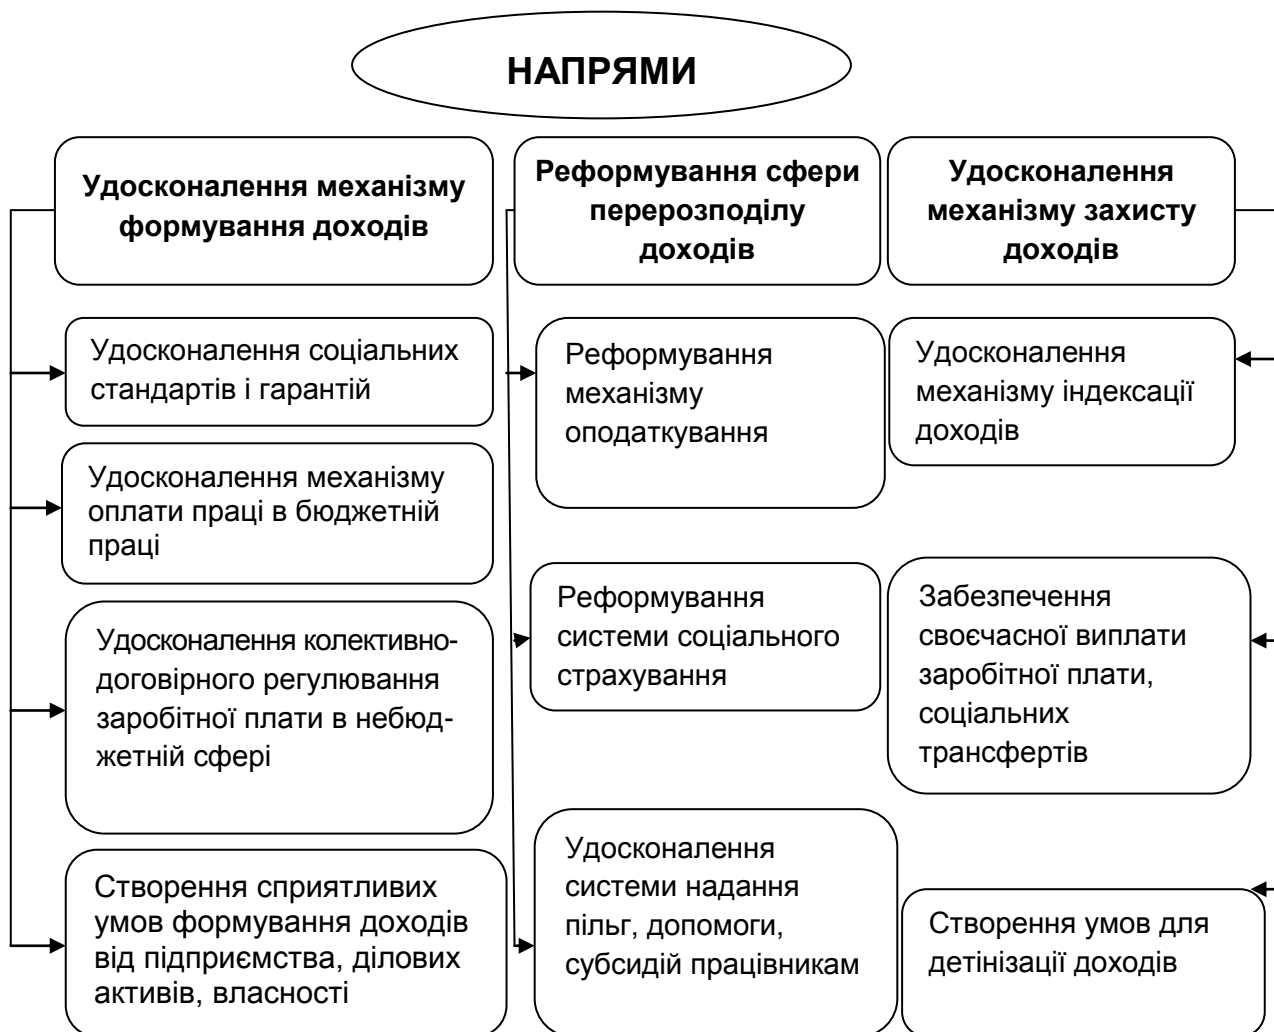 НАПРЯМИ
Удосконалення механізму
формування доходів
Реформування сфери
перерозподілу
доходів
Удосконалення
механізму захисту
доходів
Удосконалення соціальних
стандартів і гарантій
Удосконалення механізму
оплати праці в бюджетній
праці
Удосконалення колективно-
договірного регулювання
заробітної плати в небюд-
жетній сфері
Створення сприятливих
умов формування доходів
від підприємства, ділових
активів, власності
Реформування
механізму
оподаткування
Реформування
системи соціального
страхування
Удосконалення
системи надання
пільг, допомоги,
субсидій працівникам
Удосконалення
механізму індексації
доходів
Забезпечення
своєчасної виплати
заробітної плати,
соціальних
трансфертів
Створення умов для
детінізації доходів